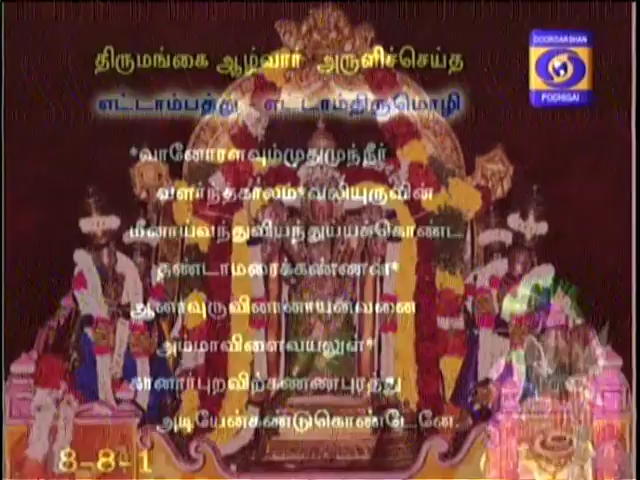 DOORDARSHAN
PODHIGAI
திருமங்கை ஆழ்வார் அருளிச்செய்த
எட்டாம்பத்து எட்டாம்திருமொழி
*வானோரளவும்முதுமுந்நீர்
வளர்ந்தகாலம்*வலியுருவின்
மீனாய்வந்துவியந்துய்யக்கொண்ட
தண்டாமரைக்கண்ணன்*
ஆனாவுருவிலானாயனவனை
அம்மாவிளைவயலுள்*
கானார்புறவிற்கண்ணபுரத்து
அடியேன்கண்டுகொண்டேனே.
8-8-1